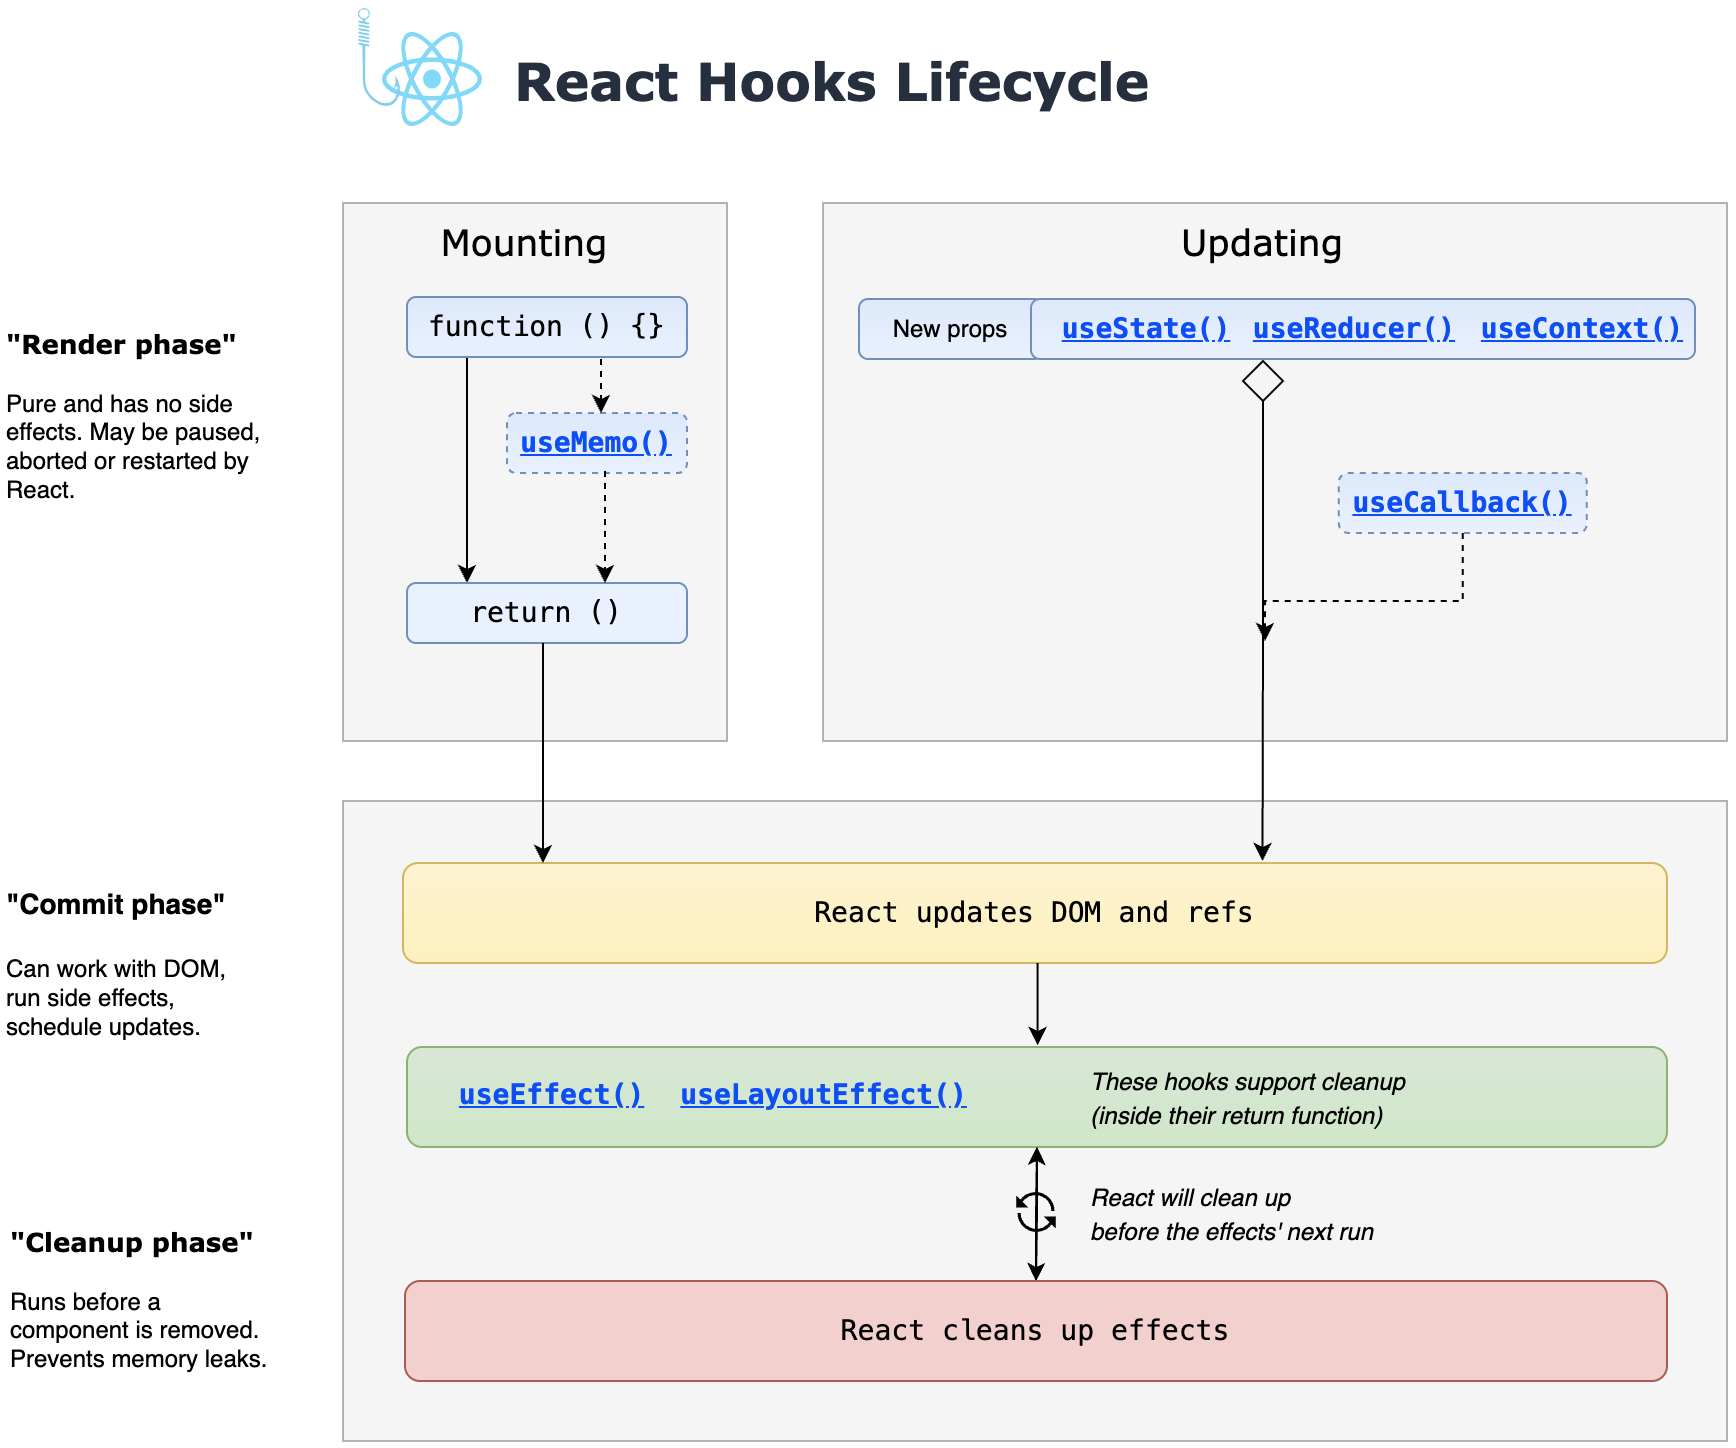 React Hooks Lifecycle
Mounting
Updating
"Render phase"
Pure and has no side
effects. May be paused,
aborted or restarted by
React.
function () {}
useMemo()
return ()
New props
useState() useReducer() useContext()
useCallback()
"Commit phase"
Can work with DOM,
run side effects,
schedule updates.
React updates DOM and refs
useEffect() useLayoutEffect()
These hooks support cleanup
(inside their return function)
React will clean up
before the effects' next run
"Cleanup phase"
Runs before a
component is removed.
Prevents memory leaks.
React cleans up effects